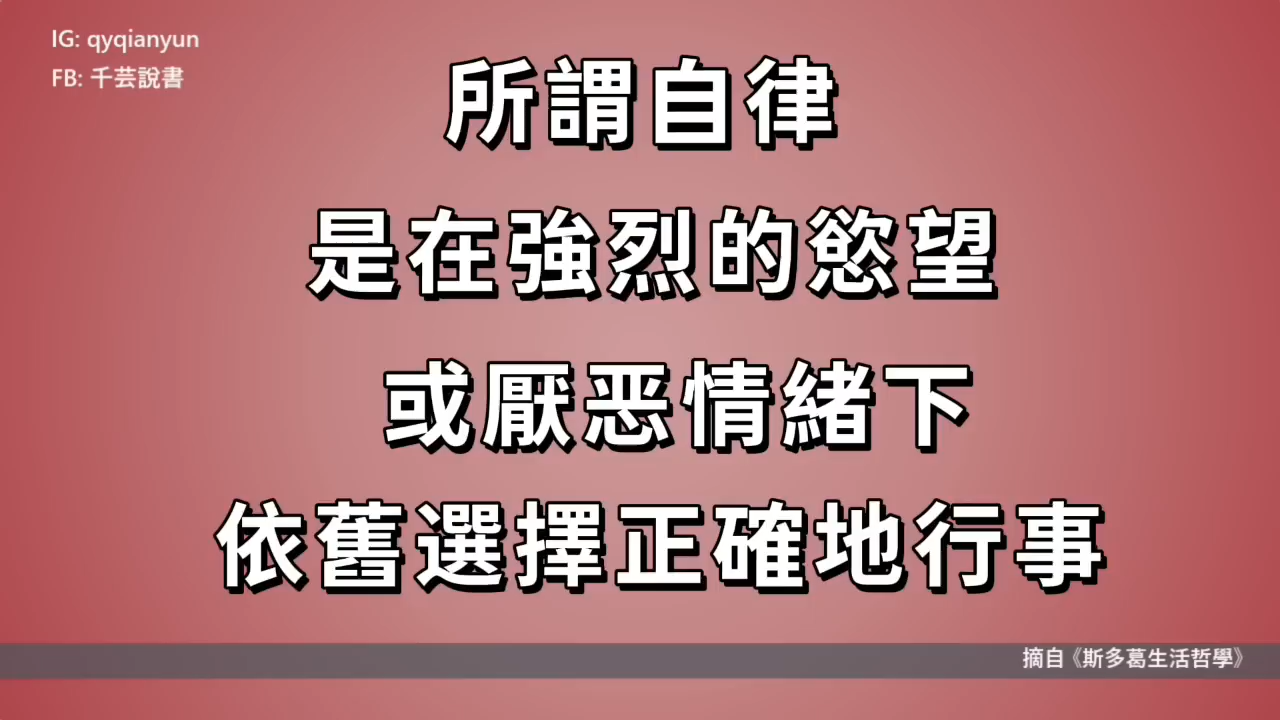 IG: qyqianyun
FB: 千芸說書
所謂自律
是在強烈的慾望
或厭恶情緒下
依舊選擇正確地行事
摘自《斯多葛生活哲學》